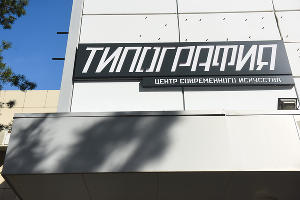 ТИПОГРАФИЯ
ЦЕНТР СОВРЕМЕННОГО ИСКУССТВА